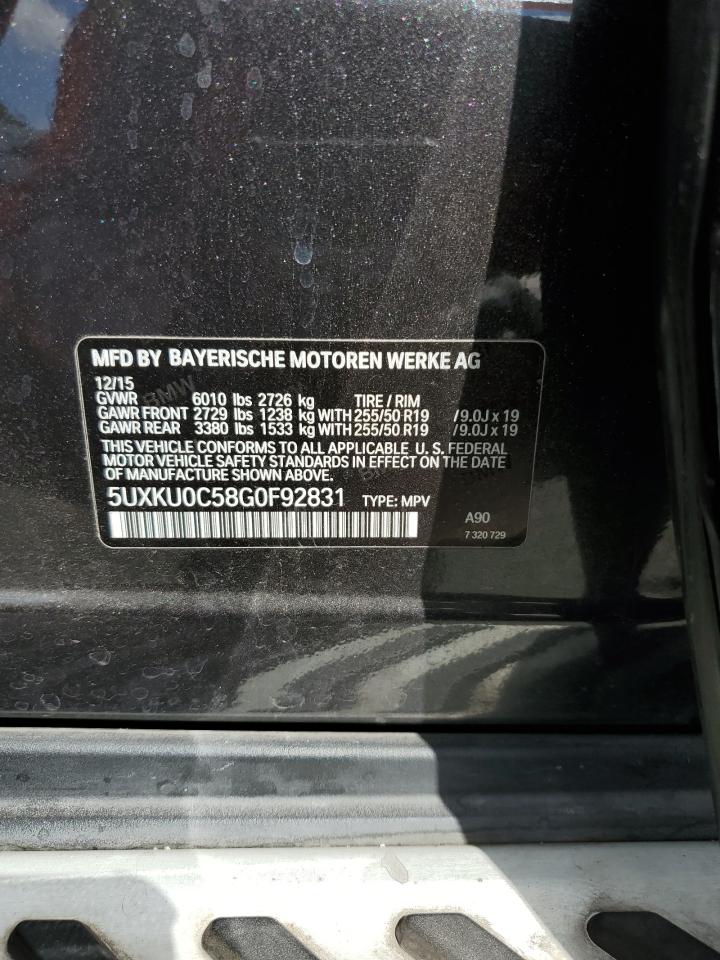 MFD BY BAYERISCHE MOTOREN WERKE AG
12/15
GVWR 6010 lbs 2726 kg TIRE / RIM
GAWR FRONT 2729 lbs 1238 kg WITH 255/50 R19 /9.0J x 19
GAWR REAR 3380 lbs 1533 kg WITH 255/50 R19 /9.0J x 19
THIS VEHICLE CONFORMS TO ALL APPLICABLE U. S. FEDERAL
MOTOR VEHICLE SAFETY STANDARDS IN EFFECT ON THE DATE
OF MANUFACTURE SHOWN ABOVE.
5UXKU0C58G0F92831 TYPE: MPV
A90
7 320 729